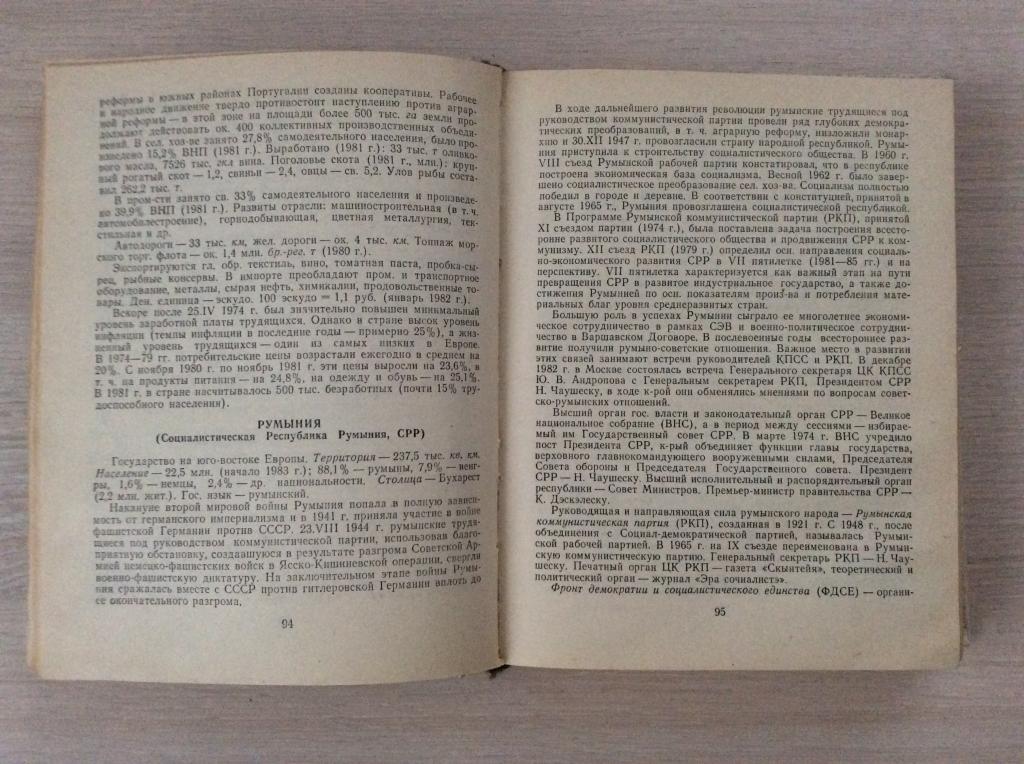 реформы в южных районах Португалии созданы кооперативы. Рабочее
и народное движение твердо противостоит наступлению против аграр-
ной реформы — в этой зоне на площади более 500 тыс. га земли про-
должают действовать ок. 400 коллективных производственных объеди-
нений. В сел. хоз-ве занято 27,8% самодеятельного населения, было про-
изведено 15,2% ВНП (1981 г.). Выработано (1981 г.): 33 тыс. т оливко-
вого масла, 7526 тыс. гкл вина. Поголовье скота (1981 г., млн.): круп-
ный рогатый скот — 1,2, свиньи — 2,4, овцы — св. 5,2. Улов рыбы соста-
вил 262,2 тыс. т.
В пром-сти занято св. 33% самодеятельного населения и произведе-
но 39,9% ВНП (1981 г.). Развиты отрасли: машиностроительная (в т. ч.
автомобилестроение), горнодобывающая, цветная металлургия, тек-
стильная и др.
Автодороги — 33 тыс. км, жел. дороги — ок. 4 тыс. км. Тоннаж мор-
ского торг. флота — ок. 1,4 млн. бр.-рег. т (1980 г.).
Экспортируются гл. обр. текстиль, вино, томатная паста, пробка-сы-
рец, рыбные консервы. В импорте преобладают пром. и транспортное
оборудование, металлы, сырая нефть, химикалии, продовольственные то-
вары. Ден. единица — эскудо. 100 эскудо = 1,1 руб. (январь 1982 г.).
Вскоре после 25.IV 1974 г. был значительно повышен минимальный
уровень заработной платы трудящихся. Однако в стране высок уровень
инфляции (темпы инфляции в последние годы — примерно 25%), а жиз-
ненный уровень трудящихся — один из самых низких в Европе.
В 1974—79 гг. потребительские цены возрастали ежегодно в среднем на
20%. С ноября 1980 г. по ноябрь 1981 г. эти цены выросли на 23,6%, в
т. ч. на продукты питания — на 24,8%, на одежду и обувь — на 25,1%.
В 1981 г. в стране насчитывалось 500 тыс. безработных (почти 15% тру-
доспособного населения).
РУМЫНИЯ
(Социалистическая Республика Румыния, СРР)
Государство на юго-востоке Европы. Территория — 237,5 тыс. кв. км.
Население — 22,5 млн. (начало 1983 г.); 88,1% — румыны, 7,9% — венг-
ры, 1,6% — немцы, 2,4% — др. национальности. Столица — Бухарест
(2,2 млн. жит.). Гос. язык — румынский.
Накануне второй мировой войны Румыния попала в полную зависи-
мость от германского империализма и в 1941 г. приняла участие в войне
фашистской Германии против СССР. 23.VIII 1944 г. румынские трудя-
щиеся под руководством коммунистической партии, использовав благо-
приятную обстановку, создавшуюся в результате разгрома Советской Ар-
мией немецко-фашистских войск в Ясско-Кишиневской операции, свергли
военно-фашистскую диктатуру. На заключительном этапе войны Румы-
ния сражалась вместе с СССР против гитлеровской Германии вплоть до
ее окончательного разгрома,
94
В ходе дальнейшего развития революции румынские трудящиеся под
руководством коммунистической партии провели ряд глубоких демокра-
тических преобразований, в т. ч. аграрную реформу, низложили монар-
хию и 30.XII 1947 г. провозгласили страну народной республикой. Румы-
ния приступила к строительству социалистического общества. В 1960 г.
VIII съезд Румынской рабочей партии констатировал, что в республике
построена экономическая база социализма. Весной 1962 г. было завер-
шено социалистическое преобразование сел. хоз-ва. Социализм полностью
победил в городе и деревне. В соответствии с конституцией, принятой в
августе 1965 г., Румыния провозглашена социалистической республикой.
В Программе Румынской коммунистической партии (РКП), принятой
XI съездом партии (1974 г.), была поставлена задача построения всесто-
ронне развитого социалистического общества и продвижения СРР к ком-
мунизму. XII съезд РКП (1979 г.) определил осн. направления социаль-
но-экономического развития СРР в VII пятилетке (1981—85 гг.) и на
перспективу. VII пятилетка характеризуется как важный этап на пути
превращения СРР в развитое индустриальное государство, а также до-
стижения Румынией по осн. показателям произ-ва и потребления мате-
риальных благ уровня среднеразвитых стран.
Большую роль в успехах Румынии сыграло ее многолетнее экономи-
ческое сотрудничество в рамках СЭВ и военно-политическое сотрудни-
чество в Варшавском Договоре. В послевоенные годы всестороннее раз-
витие получили румыно-советские отношения. Важное место в развитии
этих связей занимают встречи руководителей КПСС и РКП. В декабре
1982 г. в Москве состоялась встреча Генерального секретаря ЦК КПСС
Ю. В. Андропова с Генеральным секретарем РКП, Президентом СРР
Н. Чаушеску, в ходе к-рой они обменялись мнениями по вопросам совет-
ско-румынских отношений.
Высший орган гос. власти и законодательный орган СРР — Великое
национальное собрание (ВНС), а в период между сессиями — избирае-
мый им Государственный совет СРР. В марте 1974 г. ВНС учредило
пост Президента СРР, к-рый объединяет функции главы государства,
верховного главнокомандующего вооруженными силами, Председателя
Совета обороны и Председателя Государственного совета. Президент
СРР — Н. Чаушеску. Высший исполнительный и распорядительный орган
республики — Совет Министров. Премьер-министр правительства СРР —
К. Дэскэлеску.
Руководящая и направляющая сила румынского народа — Румынская
коммунистическая партия (РКП), созданная в 1921 г. С 1948 г., после
объединения с Социал-демократической партией, называлась Румын-
ской рабочей партией. В 1965 г. на IX съезде переименована в Румын-
скую коммунистическую партию. Генеральный секретарь РКП — Н. Чау-
шеску. Печатный орган ЦК РКП — газета «Скынтейя», теоретический и
политический орган — журнал «Эра сочиалистэ».
Фронт демократии и социалистического единства (ФДСЕ) — органи-
95